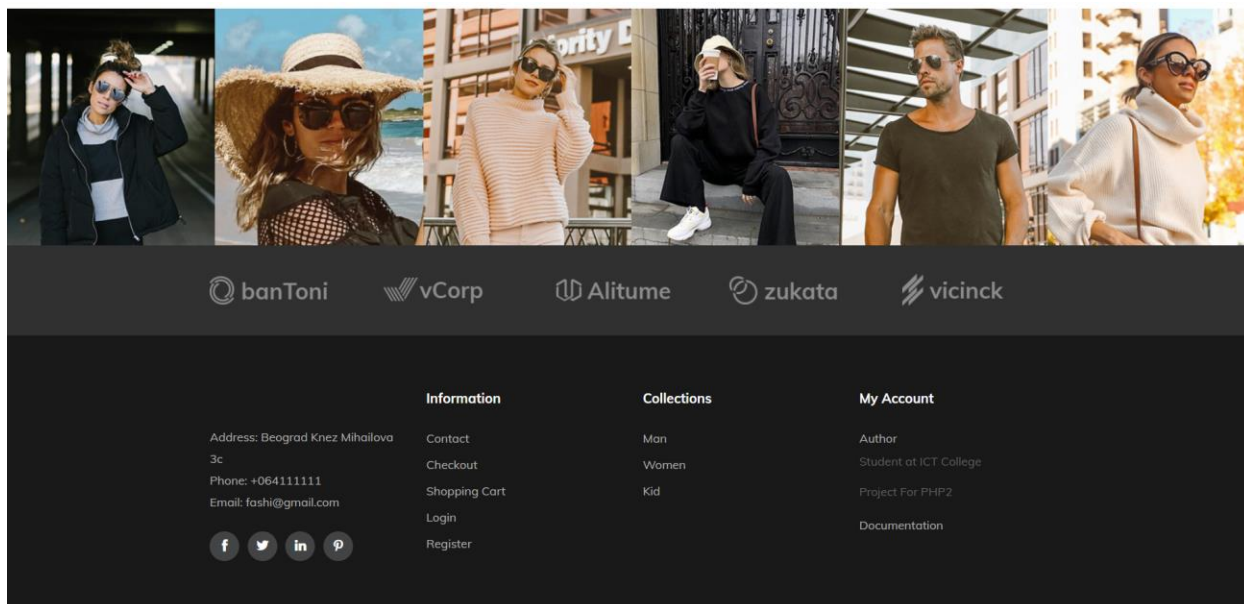 ority D
banToni
vCorp
Alitume
zukata
vicinck
Address: Beograd Knez Mihailova
3c
Phone: +064111111
Email: fashi@gmail.com
Information
Contact
Checkout
Shopping Cart
Login
Register
Collections
Man
Women
Kid
My Account
Author
Student at ICT College
Project For PHP2
Documentation